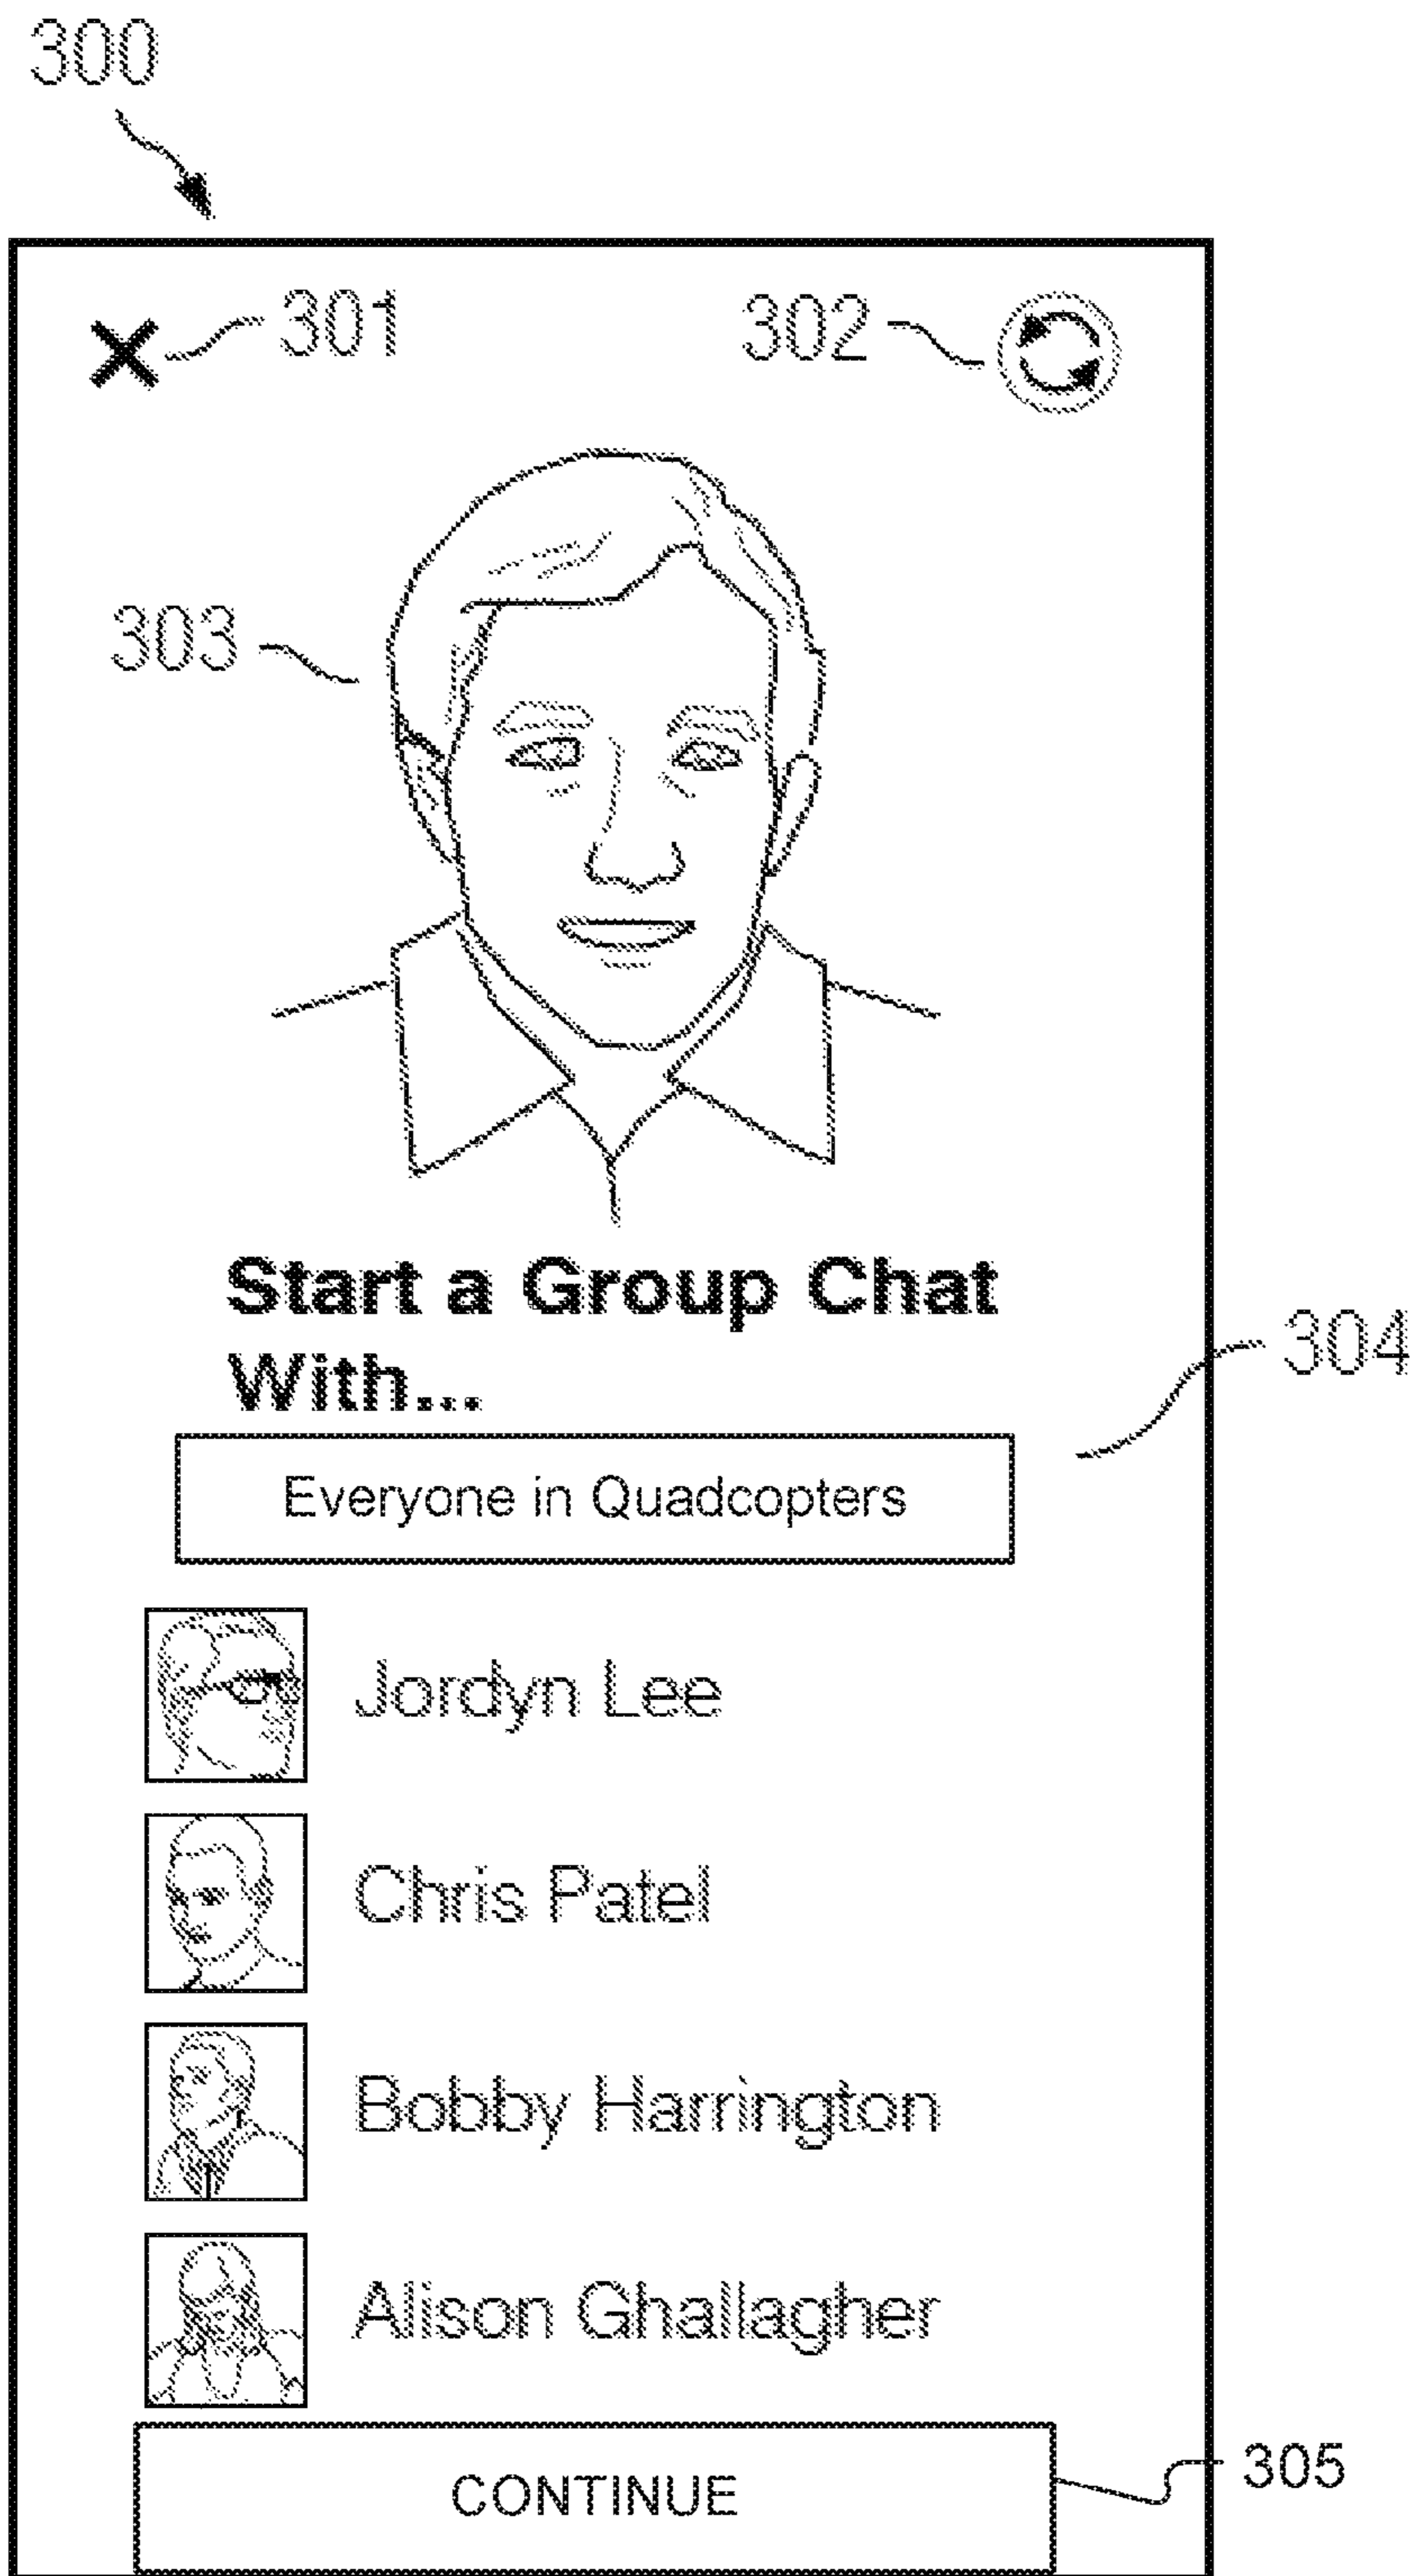 300
301
302
303
Start a Group Chat
With...
304
Everyone in Quadcopters
Jordyn Lee
Chris Patel
Bobby Harrington
Alison Ghallagher
CONTINUE
305